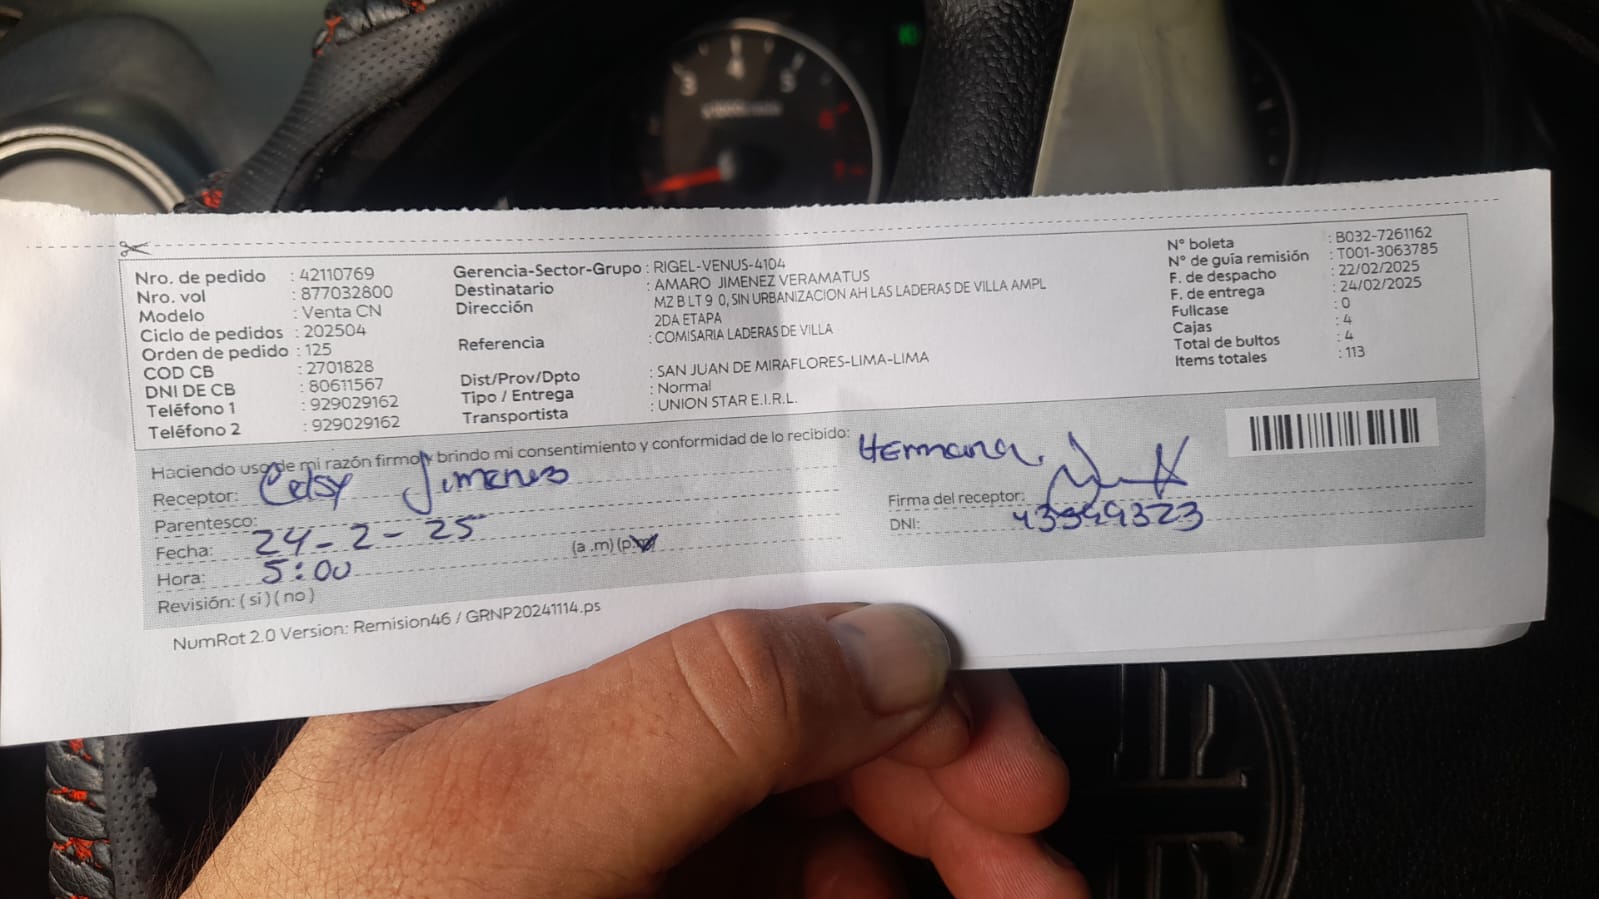 3 4 5
Nro. de pedido : 42110769
Nro. vol : 877032800
Modelo : Venta CN
Ciclo de pedidos : 202504
Orden de pedido : 125
COD CB : 2701828
DNI DE CB : 80611567
Teléfono 1 : 929029162
Teléfono 2 : 929029162
Gerencia-Sector-Grupo : RIGEL-VENUS-4104
Destinatario : AMARO JIMENEZ VERAMATUS
Dirección MZ B LT 9 0, SIN URBANIZACION AH LAS LADERAS DE VILLA AMPL
2DA ETAPA
Referencia : COMISARIA LADERAS DE VILLA
Dist/Prov/Dpto : SAN JUAN DE MIRAFLORES-LIMA-LIMA
Tipo / Entrega : Normal
Transportista : UNION STAR E.I.R.L.
N° boleta : B032-7261162
N° de guía remisión : T001-3063785
F. de despacho : 22/02/2025
F. de entrega : 24/02/2025
Fullcase : 0
Cajas : 4
Total de bultos : 4
Items totales : 113
Haciendo uso de mi razón firmo y brindo mi consentimiento y conformidad de lo recibido:
Receptor: Celsy Jimenes
Parentesco: Hermana.
Fecha: 24-2-25
Hora: 5:00 (a .m) (p.m)
Revisión: ( si ) ( no )
Firma del receptor:
DNI: 43949323
NumRot 2.0 Version: Remision46 / GRNP20241114.ps